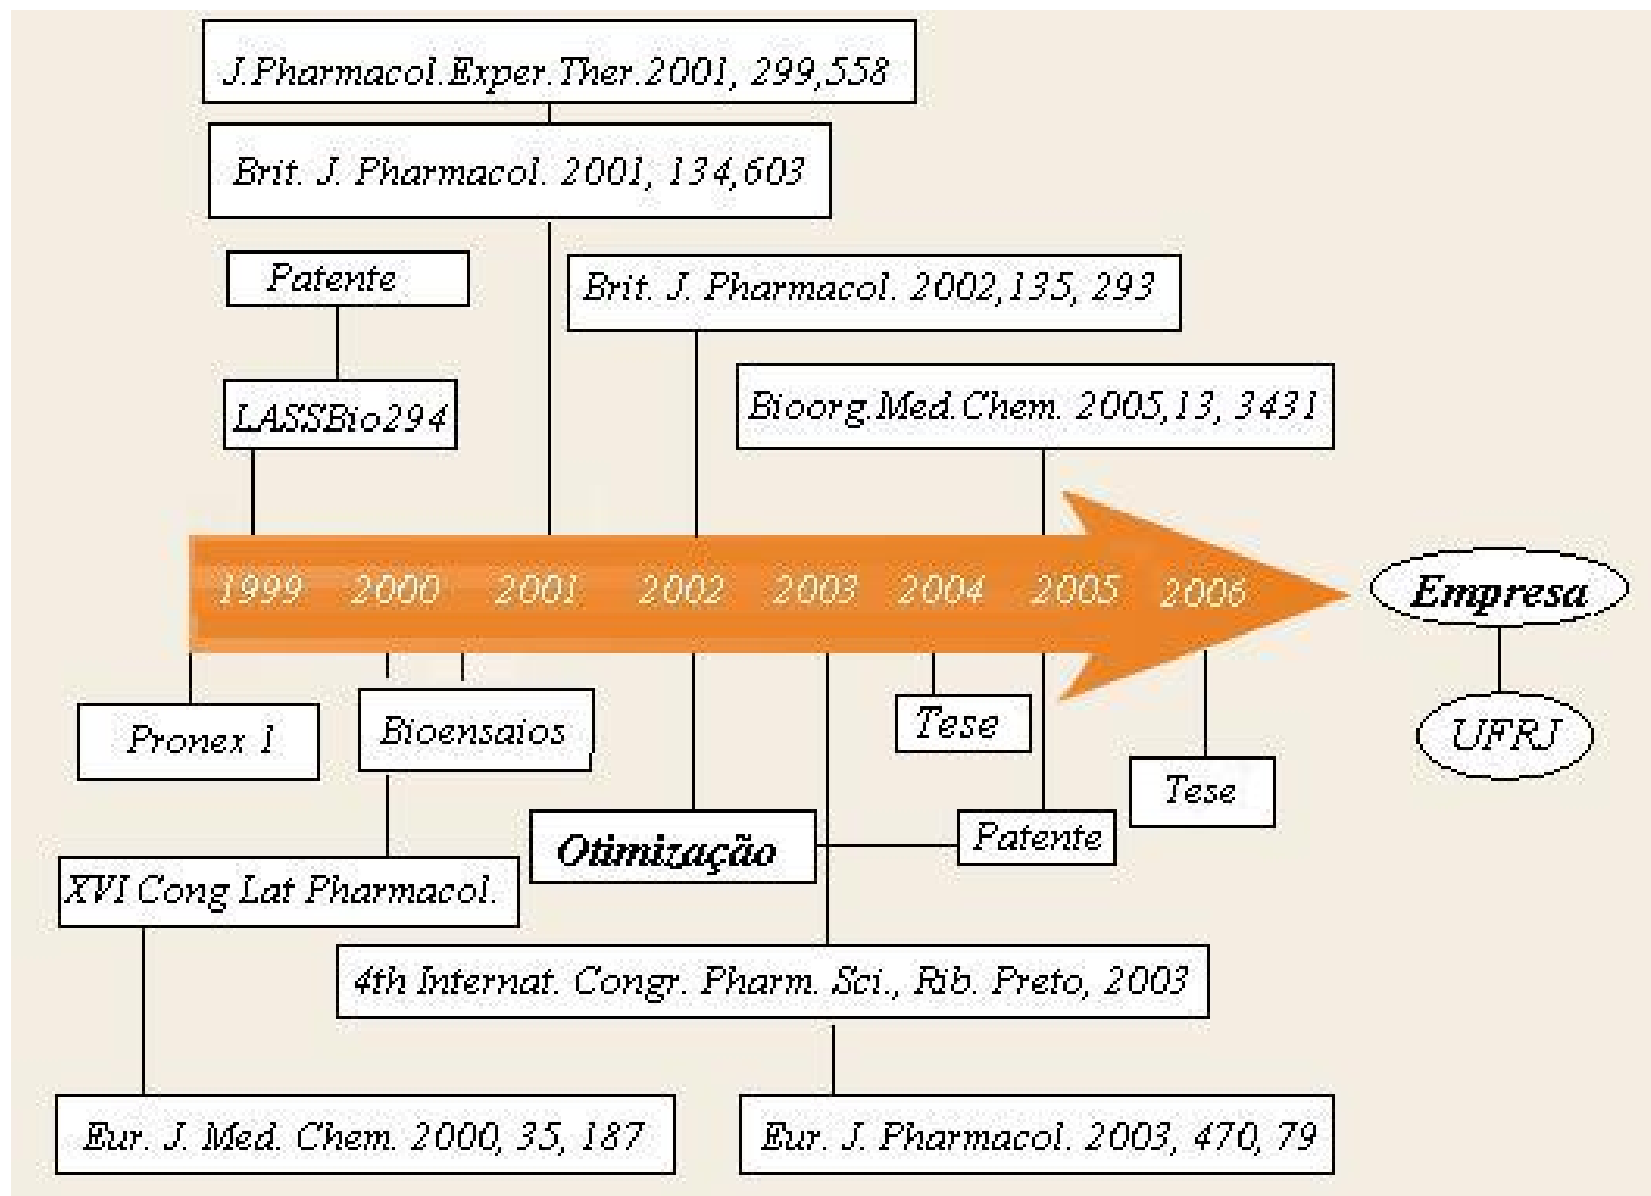 J.Pharmacol.Exper.Ther.2001, 299,558
Brit. J. Pharmacol. 2001, 134,603
Patente
Brit. J. Pharmacol. 2002,135, 293
LASSBio294
Bioorg.Med.Chem. 2005,13, 3431
1999 2000 2001 2002 2003 2004 2005 2006
Empresa
UFRJ
Pronex 1
Bioensaios
Tese
Tese
Otimização
Patente
XVI Cong Lat Pharmacol.
4th Internat. Congr. Pharm. Sci., Rib. Preto, 2003
Eur. J. Med. Chem. 2000, 35, 187
Eur. J. Pharmacol. 2003, 470, 79